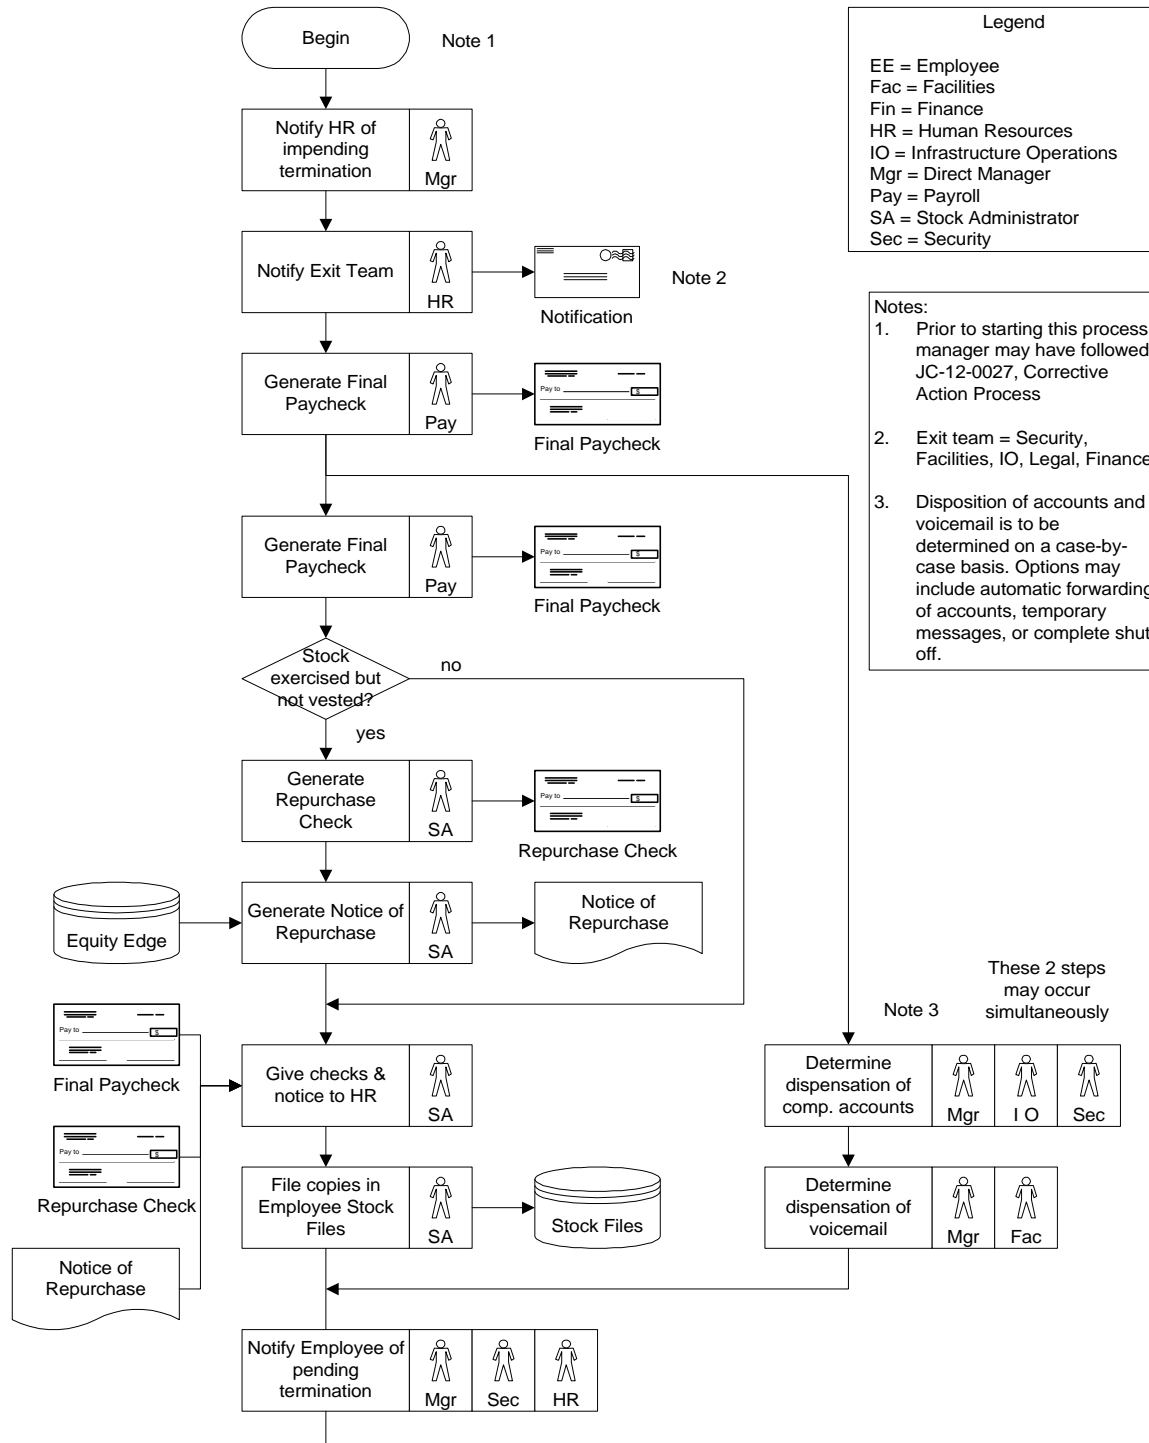 Begin
Note 1
Notify HR of
impending
termination
Mgr
Notify Exit Team
HR
Notification
Note 2
Generate Final
Paycheck
Pay
Pay to
$
Final Paycheck
Generate Final
Paycheck
Pay
Pay to
$
Final Paycheck
Stock
exercised but
not vested?
no
yes
Generate
Repurchase
Check
SA
Pay to
$
Repurchase Check
Equity Edge
Generate Notice of
Repurchase
SA
Notice of
Repurchase
Pay to
$
Final Paycheck
Pay to
$
Repurchase Check
Notice of
Repurchase
Give checks &
notice to HR
SA
File copies in
Employee Stock
Files
SA
Stock Files
Note 3
These 2 steps
may occur
simultaneously
Determine
dispensation of
comp. accounts
Mgr
I O
Sec
Determine
dispensation of
voicemail
Mgr
Fac
Notify Employee of
pending
termination
Mgr
Sec
HR
Legend
EE = Employee
Fac = Facilities
Fin = Finance
HR = Human Resources
IO = Infrastructure Operations
Mgr = Direct Manager
Pay = Payroll
SA = Stock Administrator
Sec = Security
Notes:
1. Prior to starting this process
manager may have followed
JC-12-0027, Corrective
Action Process
2. Exit team = Security,
Facilities, IO, Legal, Finance
3. Disposition of accounts and
voicemail is to be
determined on a case-by-
case basis. Options may
include automatic forwarding
of accounts, temporary
messages, or complete shut
off.